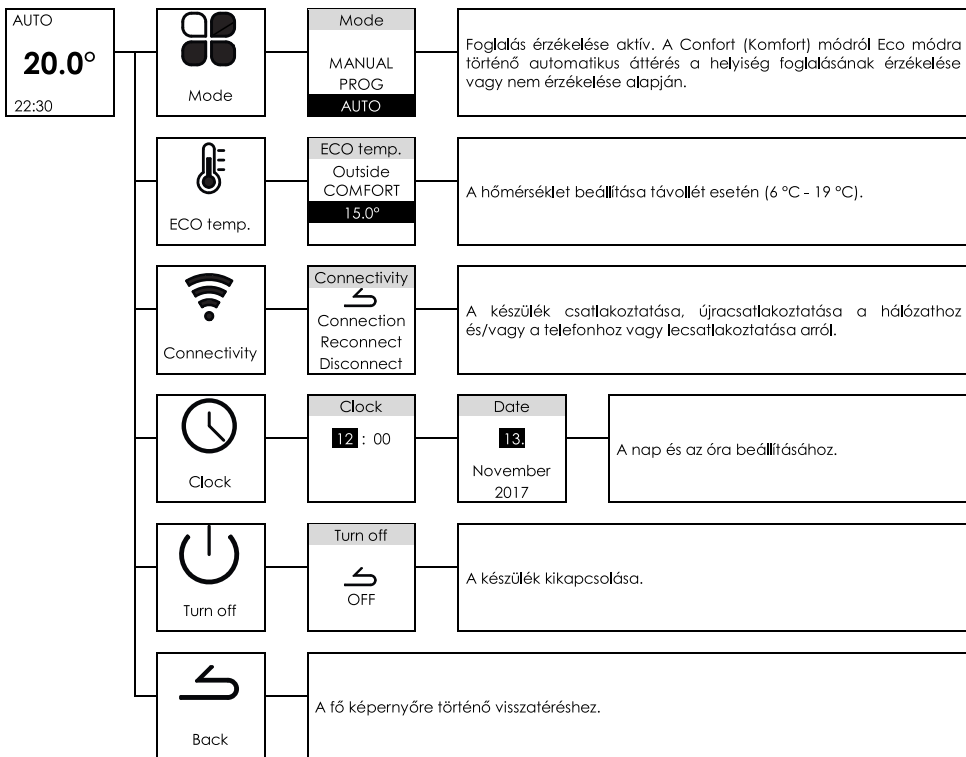 AUTO
20.0°
22:30
Mode
Mode
MANUAL
PROG
AUTO
Foglalás érzékelése aktív. A Confort (Komfort) módról Eco módra
történő automatikus áttérés a helyiség foglalásának érzékelése
vagy nem érzékelése alapján.
ECO temp.
ECO temp.
Outside
COMFORT
15.0°
A hőmérséklet beállítása távollét esetén (6 °C - 19 °C).
Connectivity
Connectivity
Connection
Reconnect
Disconnect
A készülék csatlakoztatása, újracsatlakoztatása a hálózathoz
és/vagy a telefonhoz vagy lecsatlakoztatása arról.
Clock
Clock
12 : 00
Date
13.
November
2017
A nap és az óra beállításához.
Turn off
Turn off
OFF
A készülék kikapcsolása.
Back
A fő képernyőre történő visszatéréshez.